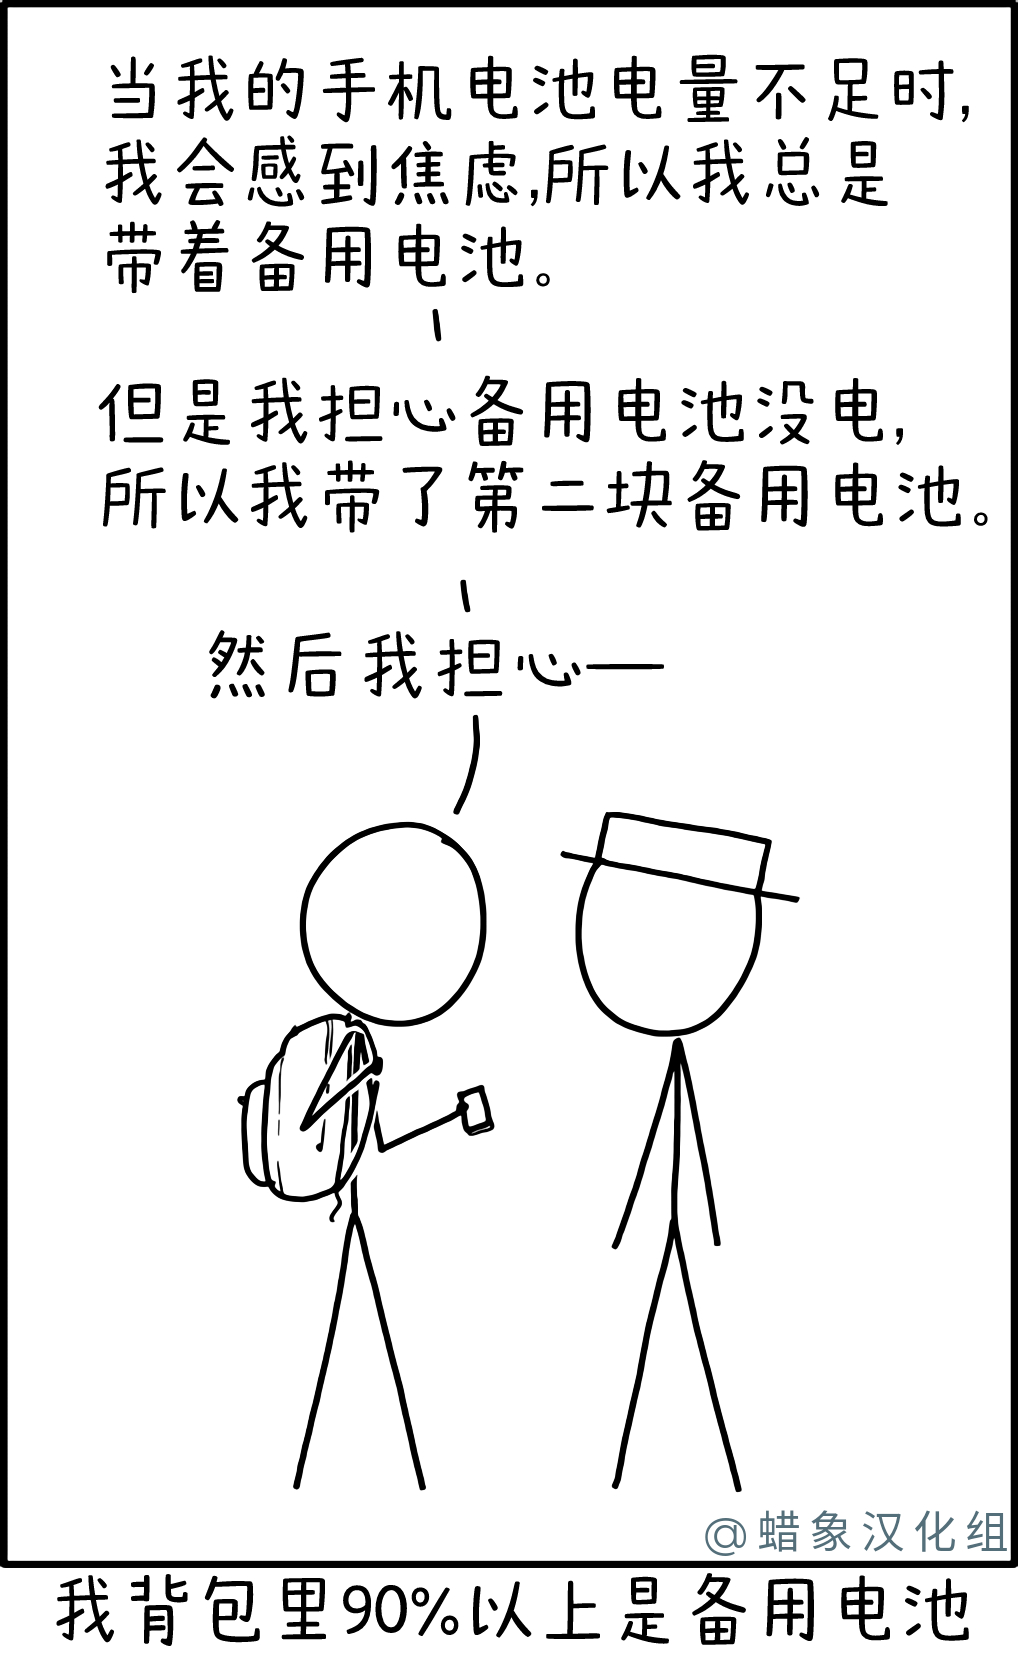 当我的手机电池电量不足时,
我会感到焦虑,所以我总是
带着备用电池。
但是我担心备用电池没电,
所以我带了第二块备用电池。
然后我担心——
@蜡象汉化组
我背包里90%以上是备用电池